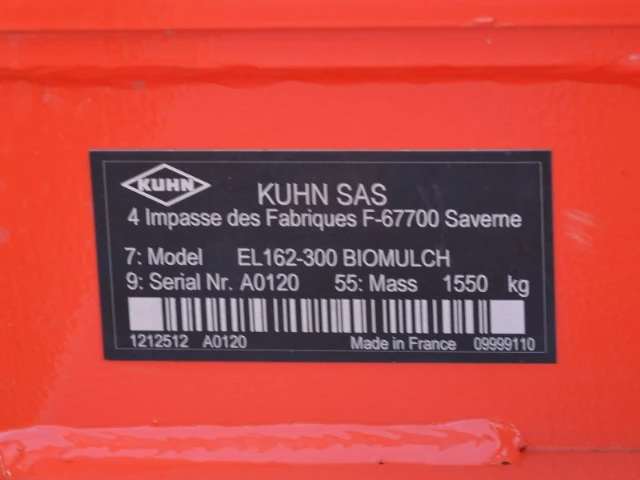 KUHN
KUHN SAS
4 Impasse des Fabriques F-67700 Saverne
7: Model EL162-300 BIOMULCH
9: Serial Nr. A0120 55: Mass 1550 kg
1212512 A0120 Made in France 09999110